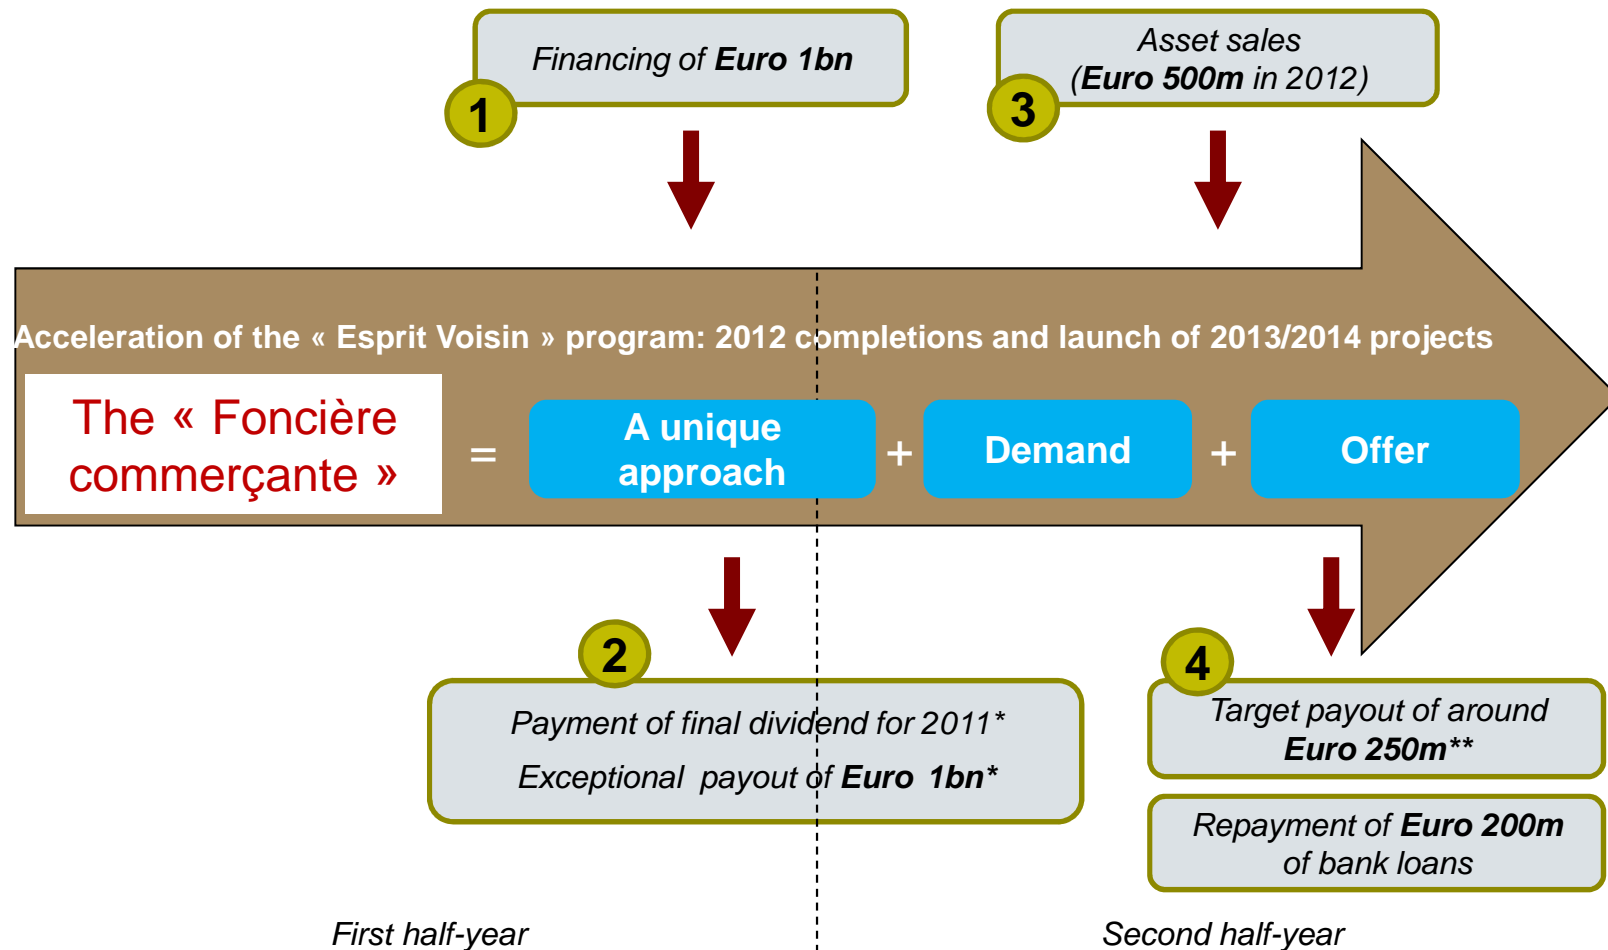 Financing of Euro 1bn
1
Asset sales
(Euro 500m in 2012)
3
Acceleration of the « Esprit Voisin » program: 2012 completions and launch of 2013/2014 projects
The « Foncière
commerçante »
=
A unique
approach
+
Demand
+
Offer
2
Payment of final dividend for 2011*
Exceptional payout of Euro 1bn*
4
Target payout of around
Euro 250m**
Repayment of Euro 200m
of bank loans
First half-year
Second half-year